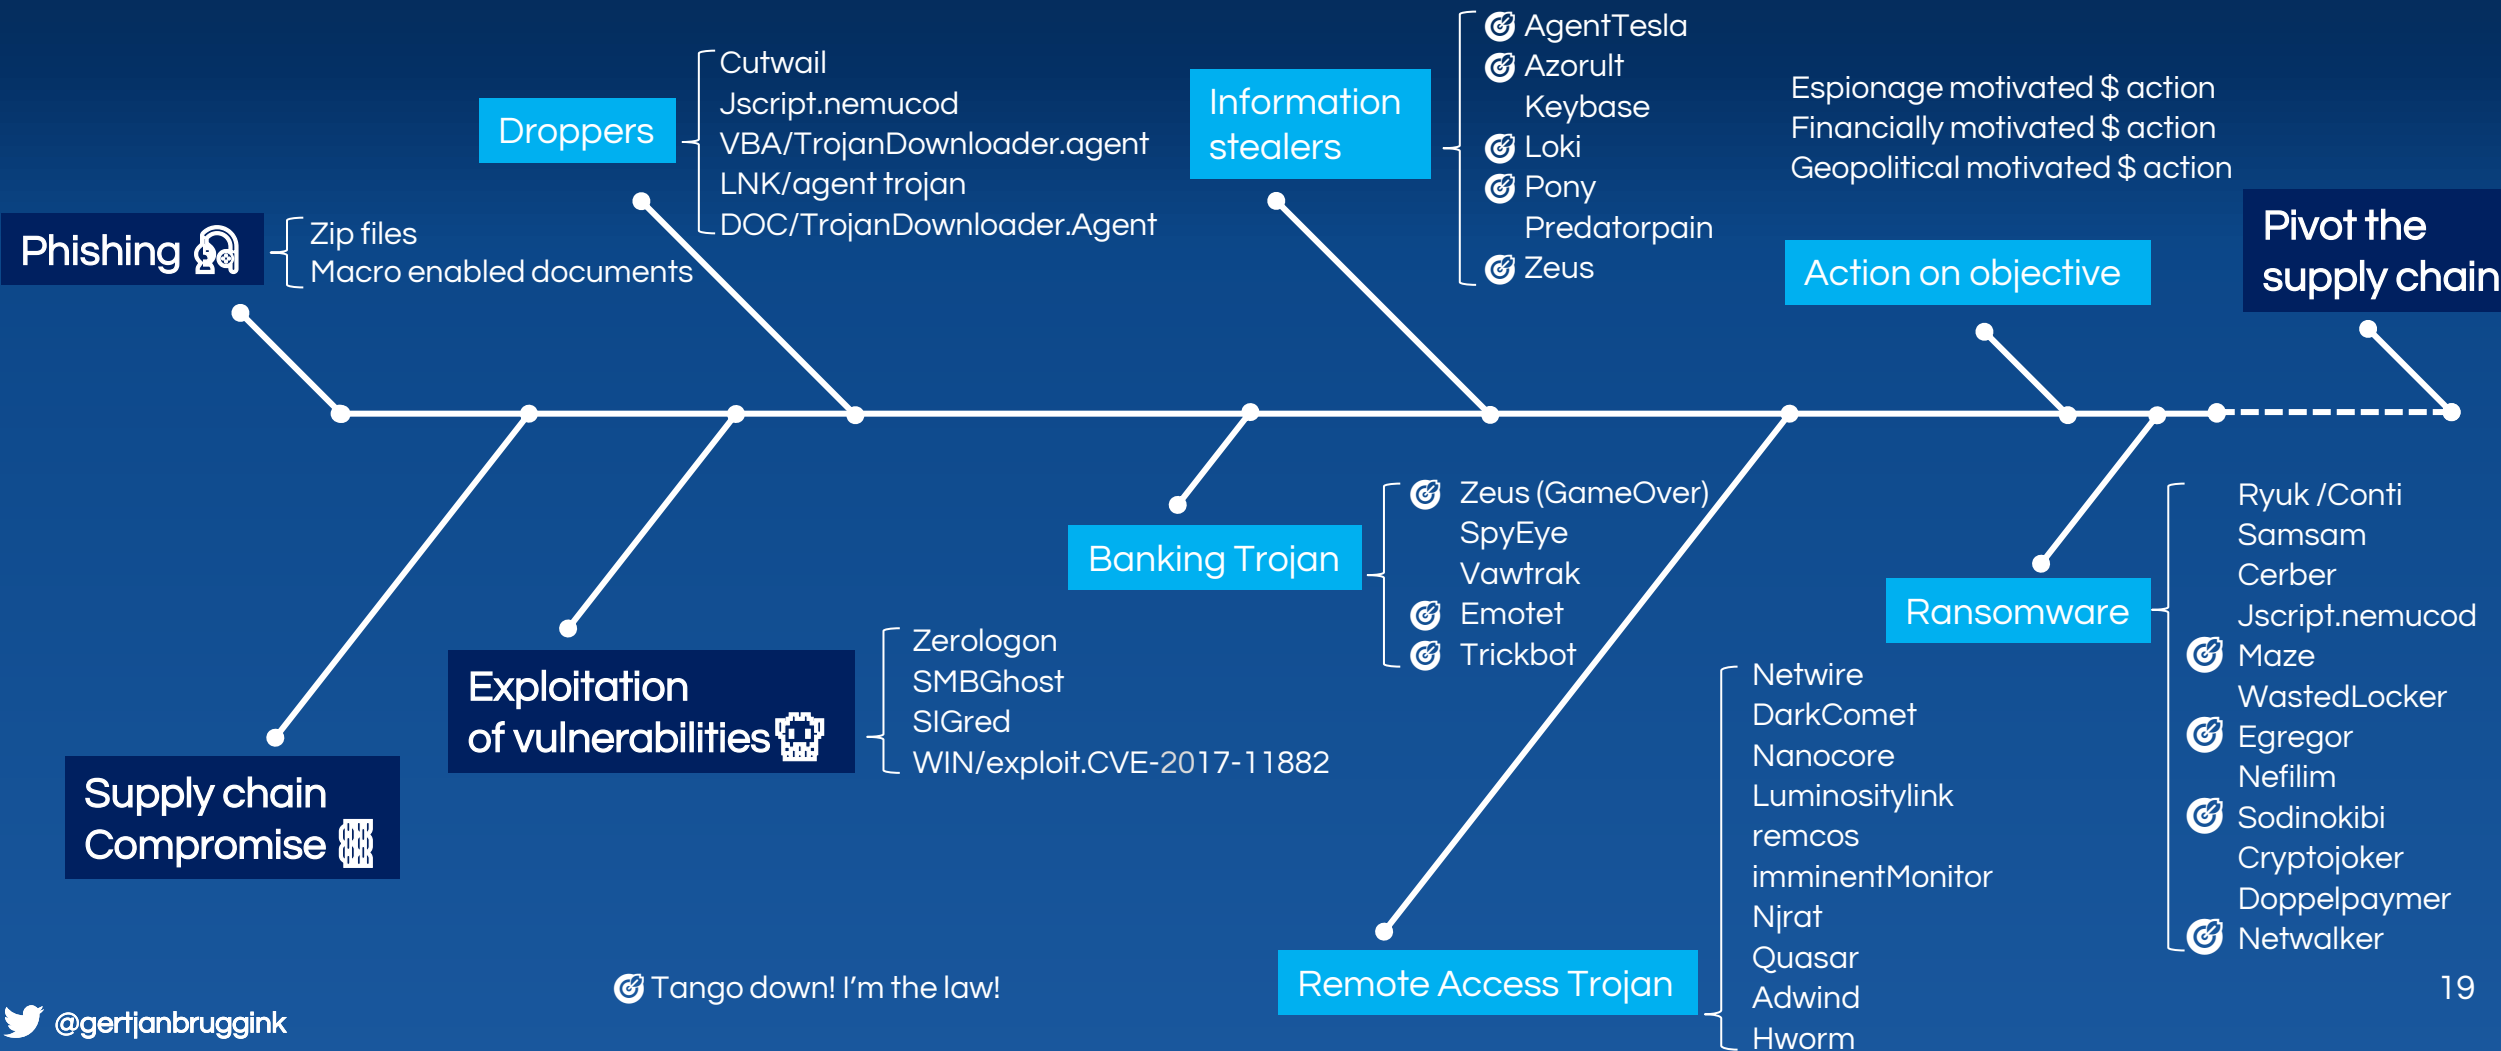 Phishing
Zip files
Macro enabled documents
Droppers
Cutwail
Jscript.nemucod
VBA/TrojanDownloader.agent
LNK/agent trojan
DOC/TrojanDownloader.Agent
Information
stealers
AgentTesla
Azorult
Keybase
Loki
Pony
Predatorpain
Zeus
Espionage motivated $ action
Financially motivated $ action
Geopolitical motivated $ action
Action on objective
Pivot the
supply chain
Supply chain
Compromise
Exploitation
of vulnerabilities
Zerologon
SMBGhost
SIGred
WIN/exploit.CVE-2017-11882
Banking Trojan
Zeus (GameOver)
SpyEye
Vawtrak
Emotet
Trickbot
Remote Access Trojan
Netwire
DarkComet
Nanocore
Luminositylink
remcos
imminentMonitor
Njrat
Quasar
Adwind
Hworm
Ransomware
Ryuk /Conti
Samsam
Cerber
Jscript.nemucod
Maze
WastedLocker
Egregor
Nefilim
Sodinokibi
Cryptojoker
Doppelpaymer
Netwalker
Tango down! I’m the law!
@gertjanbruggink
19